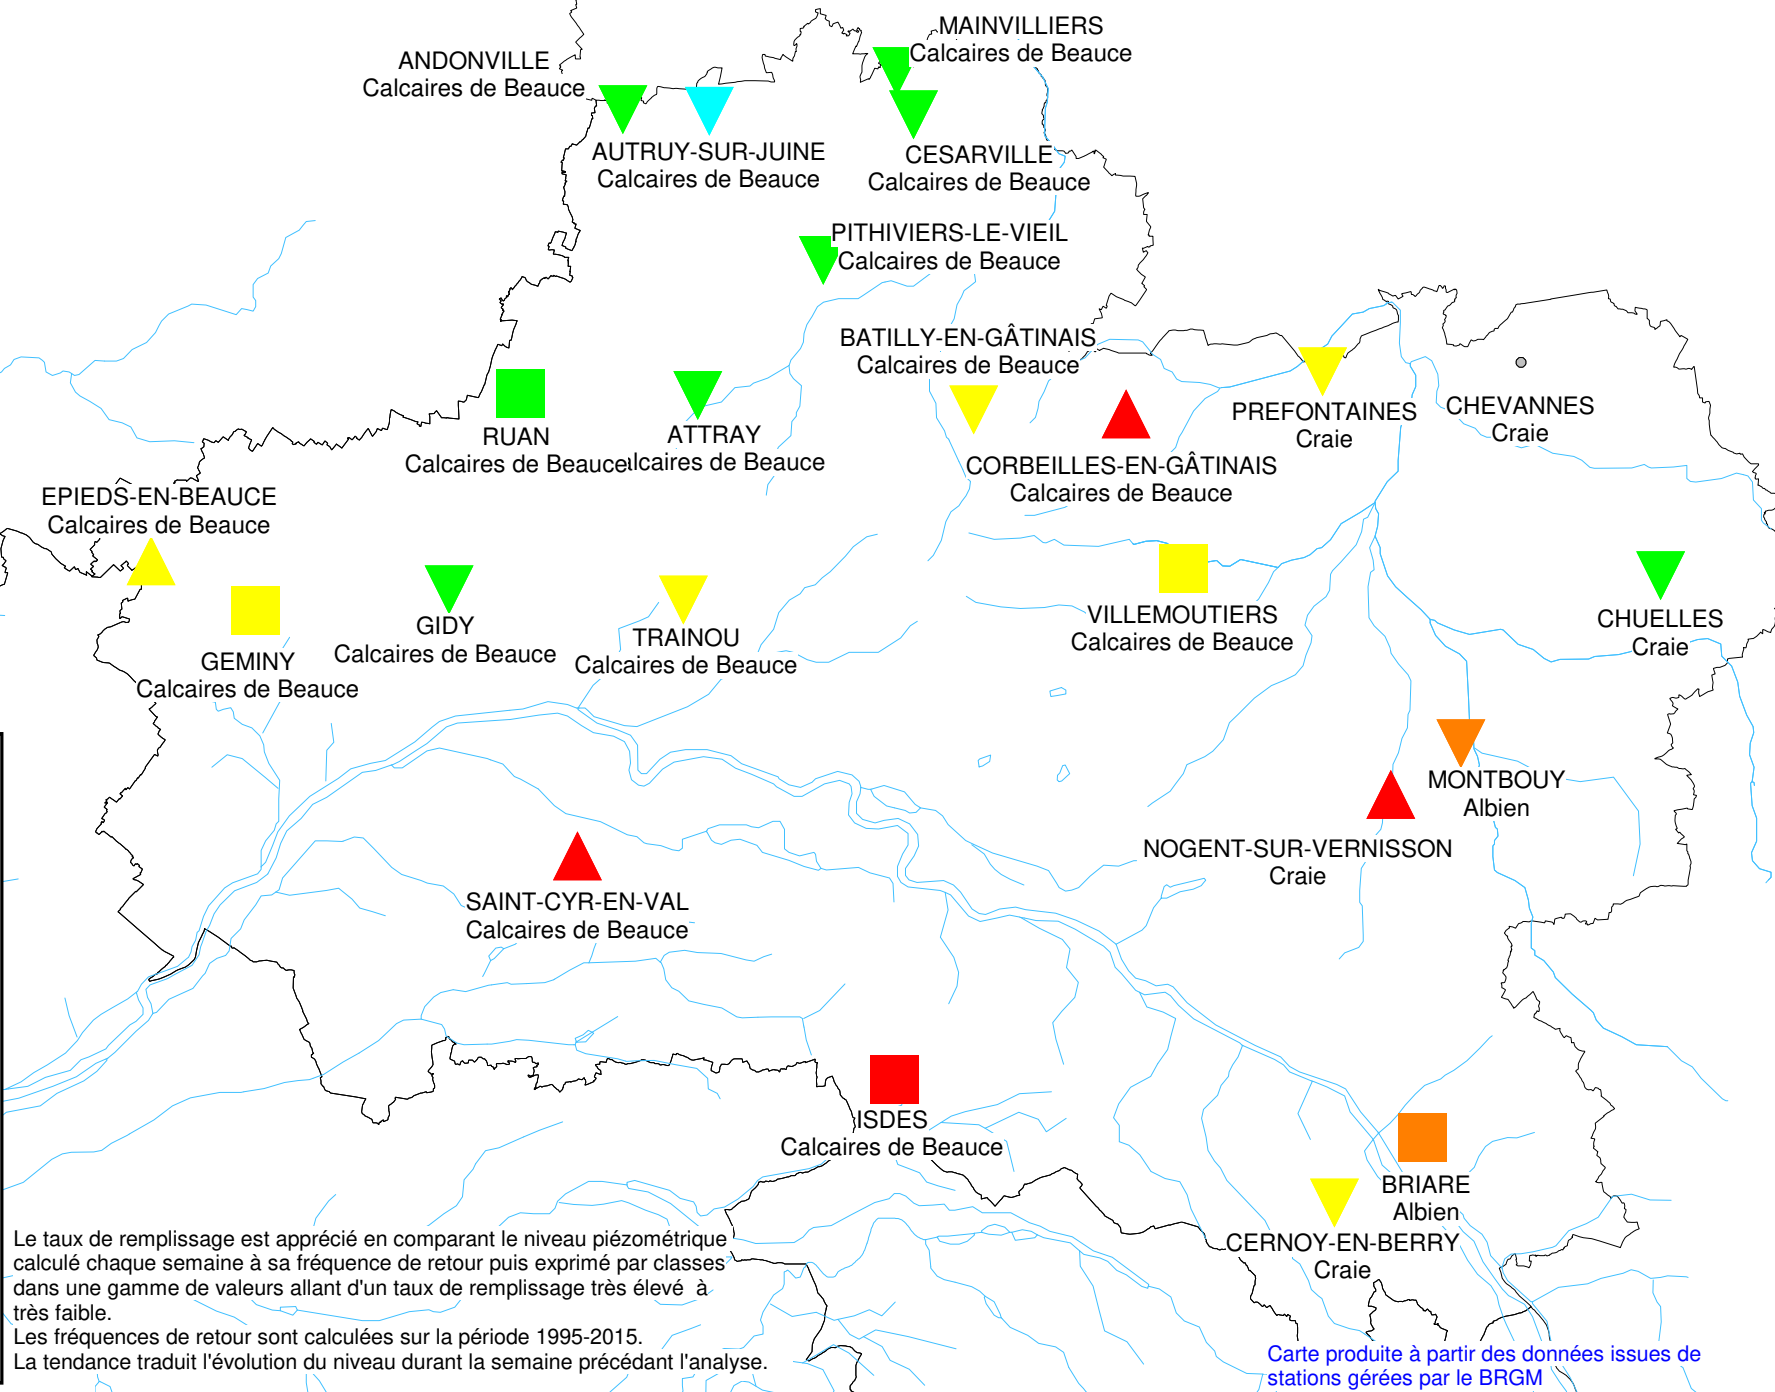 MAINVILLIERS
Calcaires de Beauce
ANDONVILLE
Calcaires de Beauce
AUTRUY-SUR-JUINE
Calcaires de Beauce
CESARVILLE
Calcaires de Beauce
PITHIVIERS-LE-VIEIL
Calcaires de Beauce
BATILLY-EN-GÂTINAIS
Calcaires de Beauce
PREFONTAINES
Craie
CHEVANNES
Craie
RUAN
Calcaires de Beauce
ATTRAY
alcaires de Beauce
CORBEILLES-EN-GÂTINAIS
Calcaires de Beauce
EPIEDS-EN-BEAUCE
Calcaires de Beauce
GEMINY
Calcaires de Beauce
GIDY
Calcaires de Beauce
TRAINOU
Calcaires de Beauce
VILLEMOUTIERS
Calcaires de Beauce
CHUELLES
Craie
MONTBOUY
Albien
NOGENT-SUR-VERNISSON
Craie
SAINT-CYR-EN-VAL
Calcaires de Beauce
ISDES
Calcaires de Beauce
BRIARE
Albien
CERNOY-EN-BERRY
Craie
Le taux de remplissage est apprécié en comparant le niveau piézométrique
calculé chaque semaine à sa fréquence de retour puis exprimé par classes
dans une gamme de valeurs allant d'un taux de remplissage très élevé à
très faible.
Les fréquences de retour sont calculées sur la période 1995-2015.
La tendance traduit l'évolution du niveau durant la semaine précédant l'analyse.
Carte produite à partir des données issues de
stations gérées par le BRGM